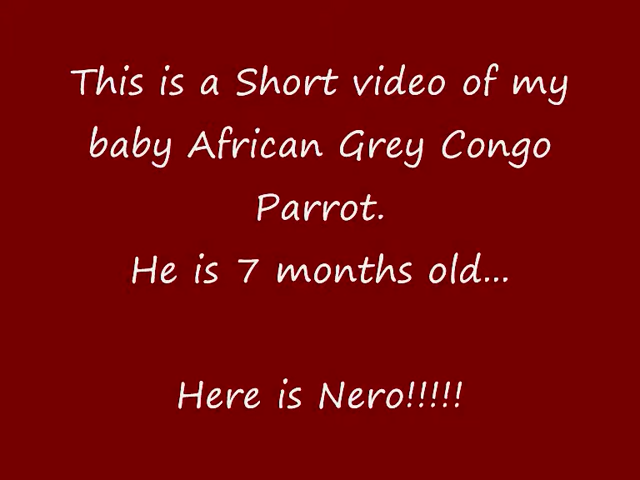 This is a Short video of my
baby African Grey Congo
Parrot.
He is 7 months old...
Here is Nero!!!!!